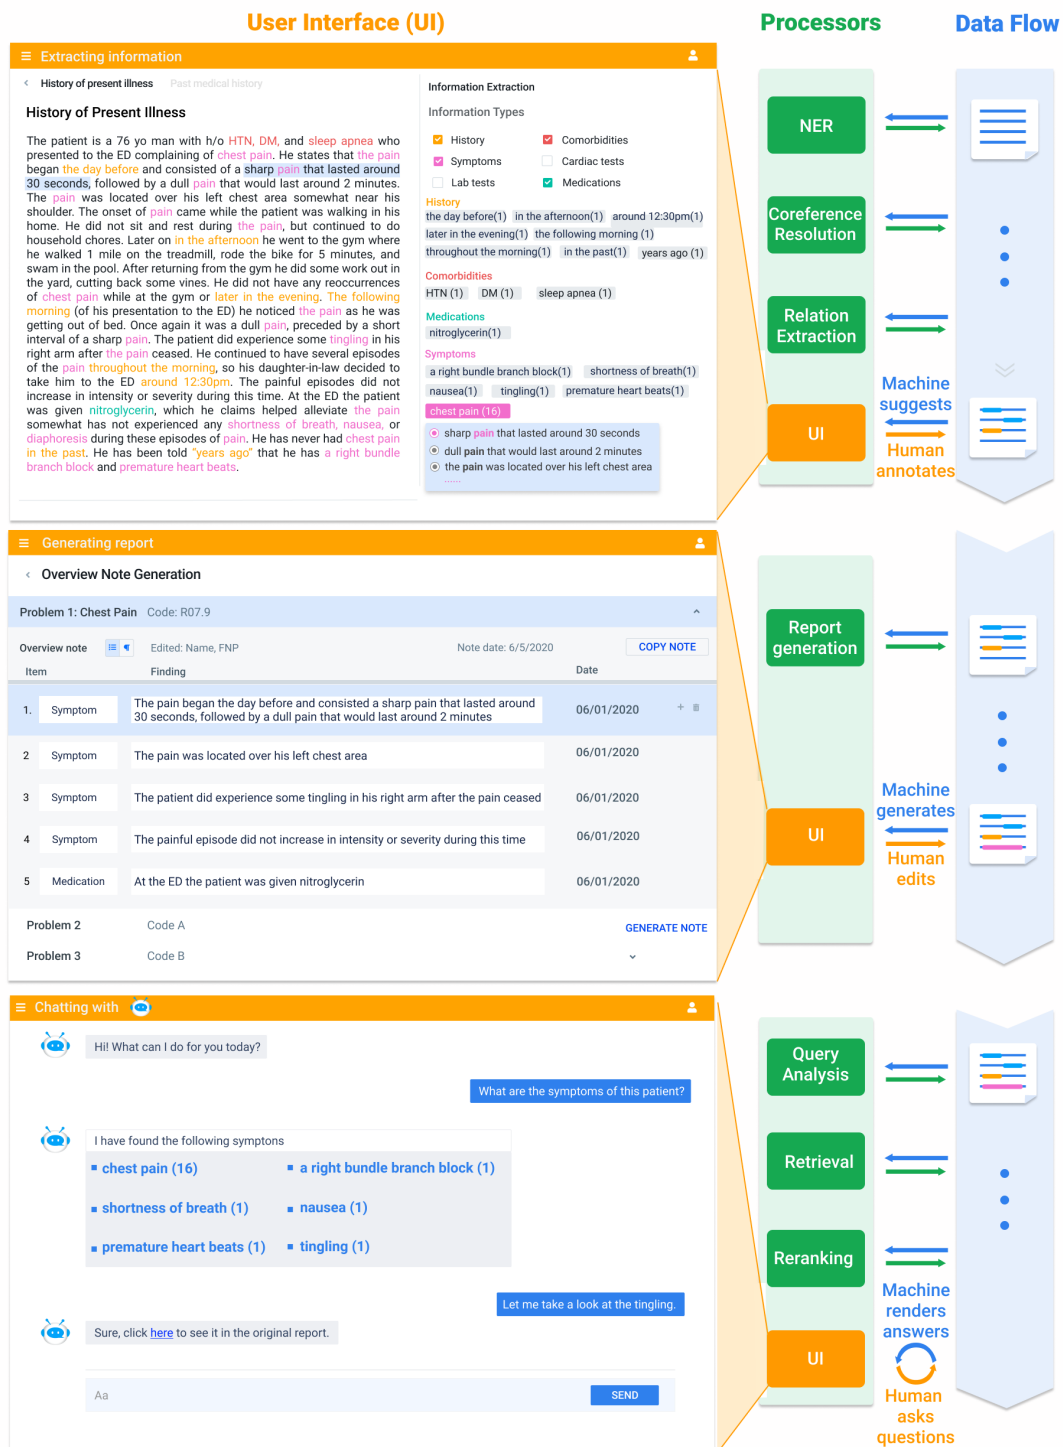 User Interface (UI)
Processors
Data Flow
Extracting information
History of present illness
Past medical history
History of Present Illness
The patient is a 76 yo man with h/o HTN, DM, and sleep apnea who
presented to the ED complaining of chest pain. He states that the pain
began the day before and consisted of a sharp pain that lasted around
30 seconds, followed by a dull pain that would last around 2 minutes.
The pain was located over his left chest area somewhat near his
shoulder. The onset of pain came while the patient was walking in his
home. He did not sit and rest during the pain, but continued to do
household chores. Later on in the afternoon he went to the gym where
he walked 1 mile on the treadmill, rode the bike for 5 minutes, and
swam in the pool. After returning from the gym he did some work out in
the yard, cutting back some vines. He did not have any reoccurrences
of chest pain while at the gym or later in the evening. The following
morning (of his presentation to the ED) he noticed the pain as he was
getting out of bed. Once again it was a dull pain, preceded by a short
interval of a sharp pain. The patient did experience some tingling in his
right arm after the pain ceased. He continued to have several episodes
of the pain throughout the morning, so his daughter-in-law decided to
take him to the ED around 12:30pm. The painful episodes did not
increase in intensity or severity during this time. At the ED the patient
was given nitroglycerin, which he claims helped alleviate the pain
somewhat has not experienced any shortness of breath, nausea, or
diaphoresis during these episodes of pain. He has never had chest pain
in the past. He has been told "years ago" that he has a right bundle
branch block and premature heart beats.
Information Extraction
Information Types
History
Comorbidities
Symptoms
Cardiac tests
Lab tests
Medications
History
the day before(1) in the afternoon(1) around 12:30pm(1)
later in the evening(1) the following morning (1)
throughout the morning(1) in the past(1) years ago (1)
Comorbidities
HTN (1) DM (1) sleep apnea (1)
Medications
nitroglycerin(1)
Symptoms
a right bundle branch block(1) shortness of breath(1)
nausea(1) tingling(1) premature heart beats(1)
chest pain (16)
sharp pain that lasted around 30 seconds
dull pain that would last around 2 minutes
the pain was located over his left chest area
......
NER
Coreference
Resolution
Relation
Extraction
UI
Machine
suggests
Human
annotates
Generating report
Overview Note Generation
Problem 1: Chest Pain Code: R07.9
Overview note
Edited: Name, FNP
Note date: 6/5/2020
COPY NOTE
Item
Finding
Date
1. Symptom
The pain began the day before and consisted a sharp pain that lasted around
30 seconds, followed by a dull pain that would last around 2 minutes
06/01/2020
2 Symptom The pain was located over his left chest area 06/01/2020
3 Symptom The patient did experience some tingling in his right arm after the pain ceased 06/01/2020
4 Symptom The painful episode did not increase in intensity or severity during this time 06/01/2020
5 Medication At the ED the patient was given nitroglycerin 06/01/2020
Problem 2 Code A GENERATE NOTE
Problem 3 Code B
Report
generation
UI
Machine
generates
Human
edits
Chatting with
Hi! What can I do for you today?
What are the symptoms of this patient?
I have found the following symptons
chest pain (16)
a right bundle branch block (1)
shortness of breath (1)
nausea (1)
premature heart beats (1)
tingling (1)
Let me take a look at the tingling.
Sure, click here to see it in the original report.
Aa
SEND
Query
Analysis
Retrieval
Reranking
UI
Machine
renders
answers
Human
asks
questions